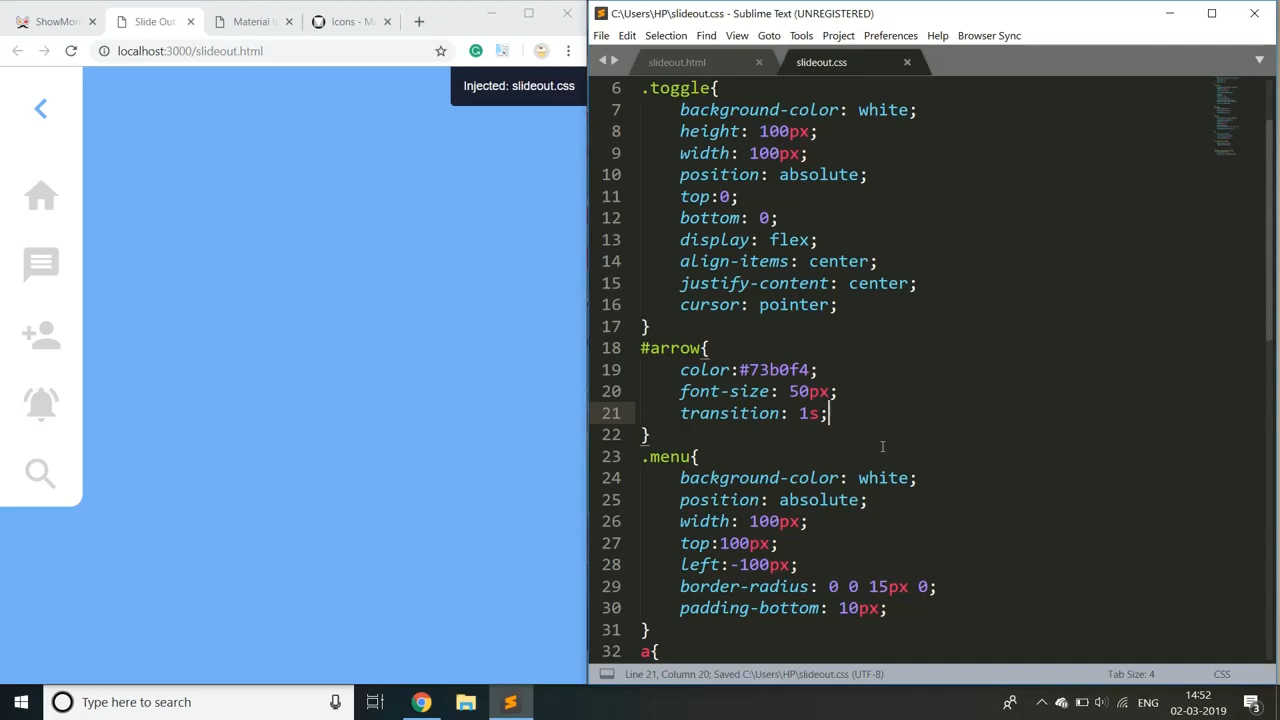 ShowMor
Slide Out
Material I
Icons - Ma
localhost:3000/slideout.html
Injected: slideout.css
C:\Users\HP\slideout.css - Sublime Text (UNREGISTERED)
File Edit Selection Find View Goto Tools Project Preferences Help Browser Sync
slideout.html
slideout.css
6 .toggle{
7 background-color: white;
8 height: 100px;
9 width: 100px;
10 position: absolute;
11 top:0;
12 bottom: 0;
13 display: flex;
14 align-items: center;
15 justify-content: center;
16 cursor: pointer;
17 }
18 #arrow{
19 color:#73b0f4;
20 font-size: 50px;
21 transition: 1s;
22 }
23 .menu{
24 background-color: white;
25 position: absolute;
26 width: 100px;
27 top:100px;
28 left:-100px;
29 border-radius: 0 0 15px 0;
30 padding-bottom: 10px;
31 }
32 a{
Line 21, Column 20; Saved C:\Users\HP\slideout.css (UTF-8)
Tab Size: 4
CSS
Type here to search
ENG
14:52
02-03-2019
3